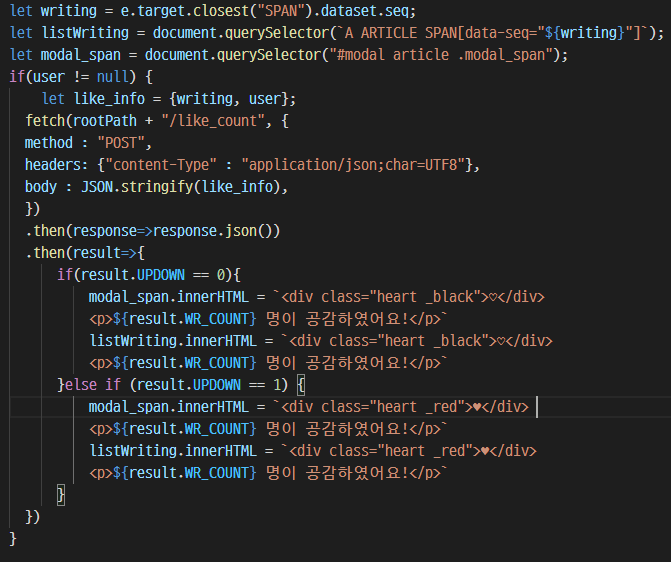 let writing = e.target.closest("SPAN").dataset.seq;
let listWriting = document.querySelector(`A ARTICLE SPAN[data-seq="${writing}"]`);
let modal_span = document.querySelector("#modal article .modal_span");
if(user != null) {
let like_info = {writing, user};
fetch(rootPath + "/like_count", {
method : "POST",
headers: {"content-Type" : "application/json;char=UTF8"},
body : JSON.stringify(like_info),
})
.then(response=>response.json())
.then(result=>{
if(result.UPDOWN == 0){
modal_span.innerHTML = `<div class="heart _black">♡</div>
<p>${result.WR_COUNT} 명이 공감하였어요!</p>`
listWriting.innerHTML = `<div class="heart _black">♡</div>
<p>${result.WR_COUNT} 명이 공감하였어요!</p>`
}else if (result.UPDOWN == 1) {
modal_span.innerHTML = `<div class="heart _red">♥</div>
<p>${result.WR_COUNT} 명이 공감하였어요!</p>`
listWriting.innerHTML = `<div class="heart _red">♥</div>
<p>${result.WR_COUNT} 명이 공감하였어요!</p>`
}
})
}